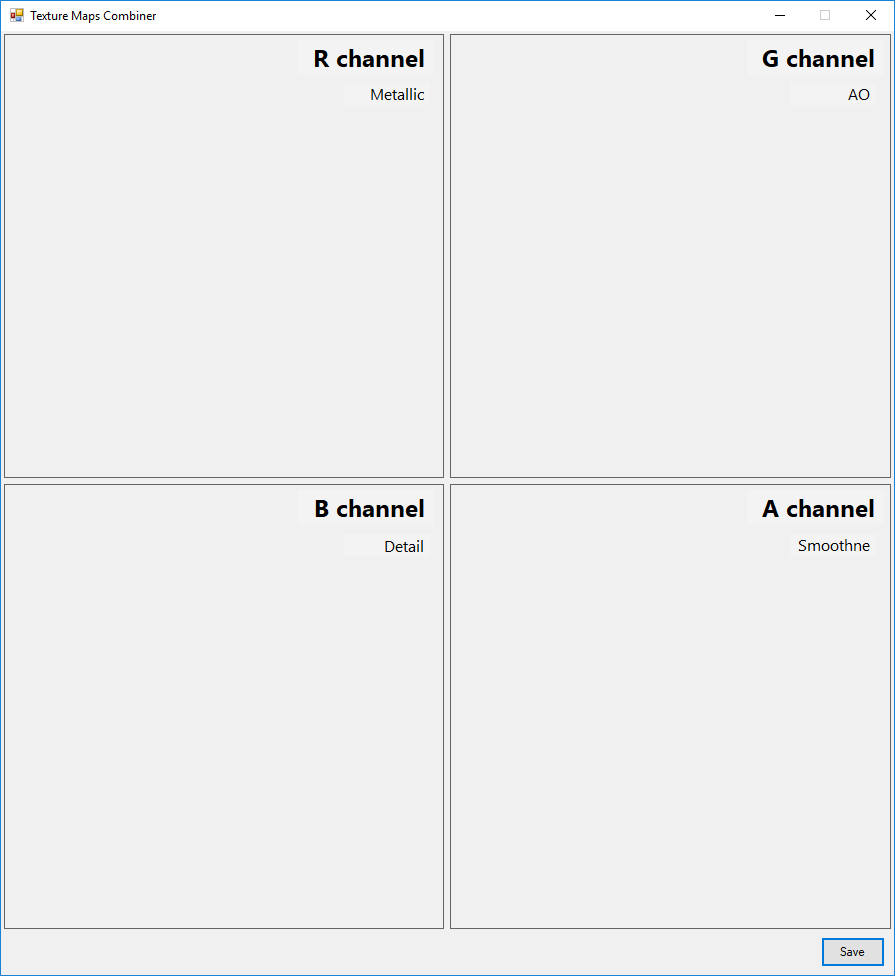 Texture Maps Combiner
R channel
Metallic
G channel
AO
B channel
Detail
A channel
Smoothne
Save